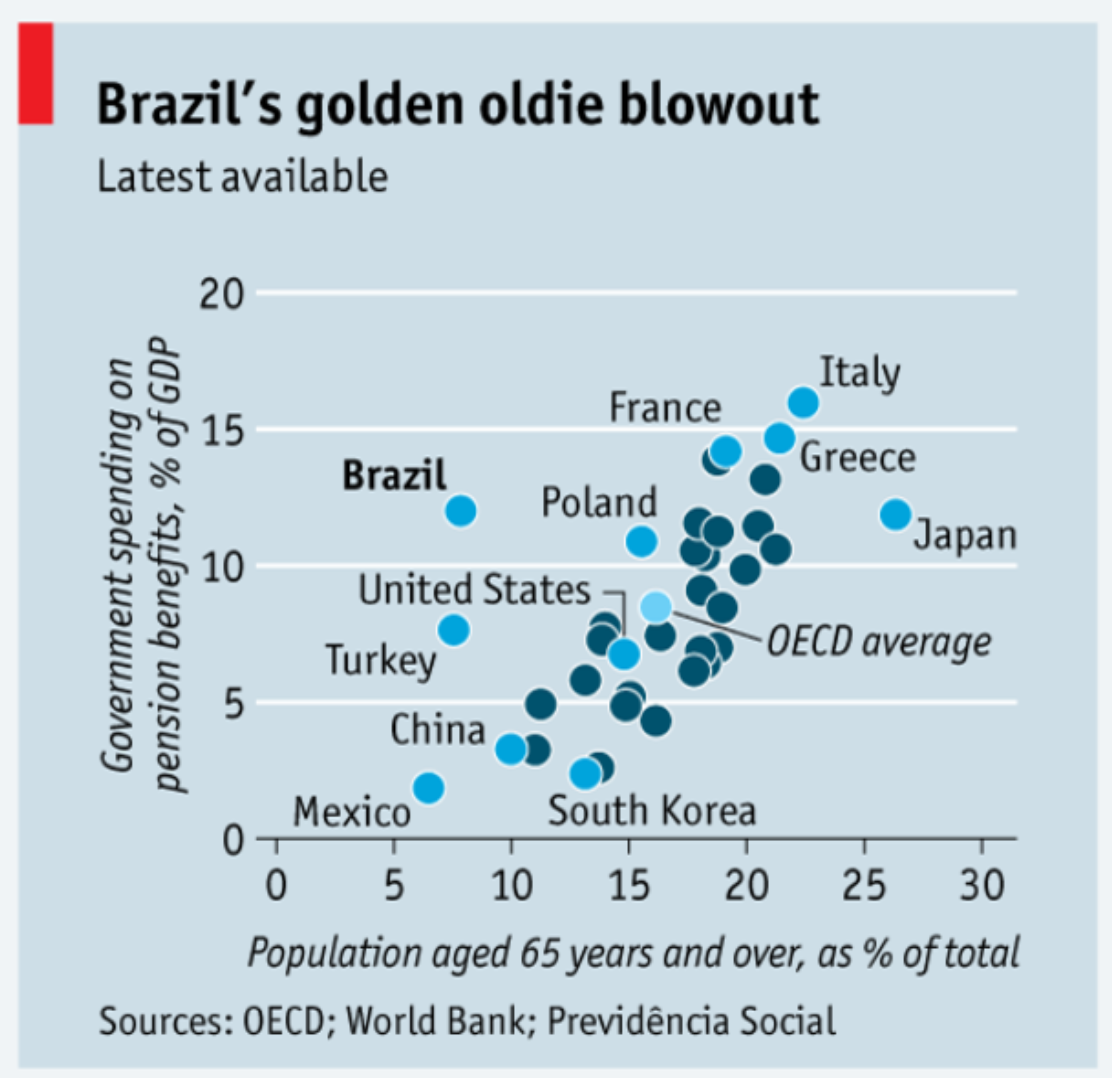 Brazil's golden oldie blowout
Latest available
Government spending on
pension benefits, % of GDP
20
15
10
5
0
Italy
France
Greece
Brazil
Poland
Japan
United States
OECD average
Turkey
China
Mexico
South Korea
0 5 10 15 20 25 30
Population aged 65 years and over, as % of total
Sources: OECD; World Bank; Previdência Social